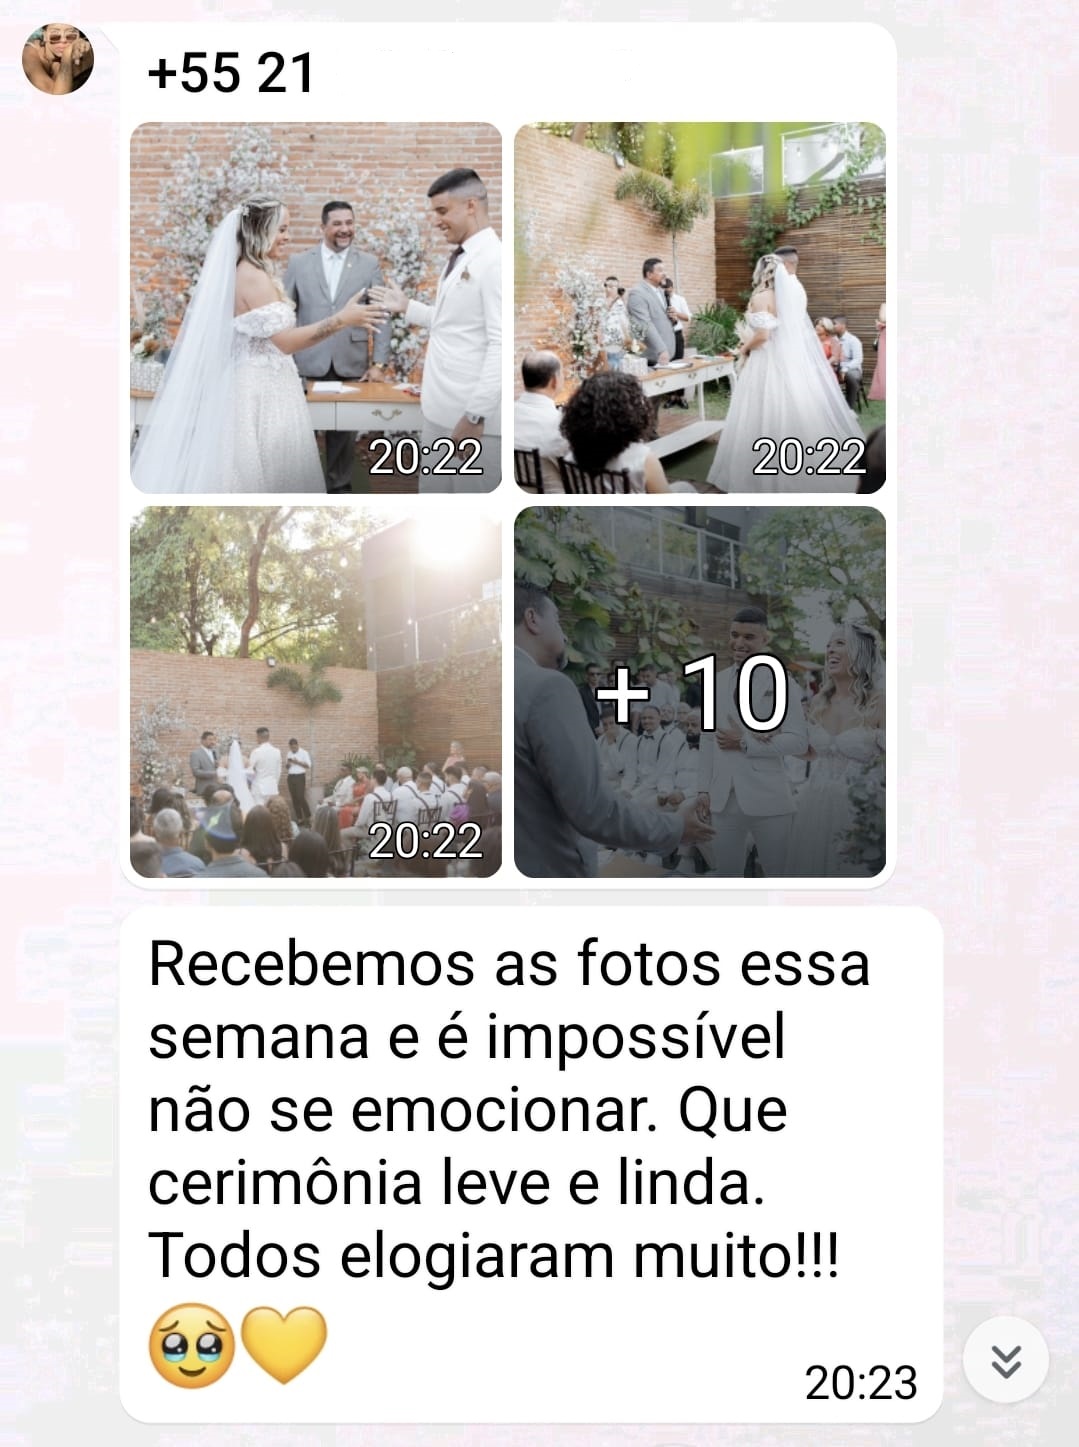 +55 21
20:22
20:22
20:22
+ 10
Recebemos as fotos essa
semana e é impossível
não se emocionar. Que
cerimônia leve e linda.
Todos elogiaram muito!!!
🥹💛
20:23